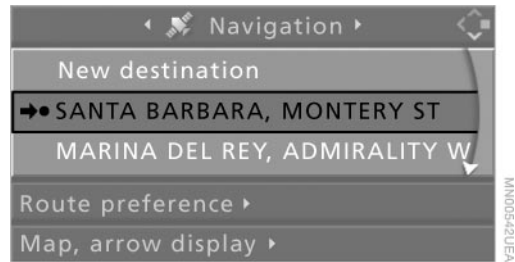 Navigation
New destination
SANTA BARBARA, MONTERY ST
MARINA DEL REY, ADMIRALITY W
Route preference
Map, arrow display
MN00542UEA